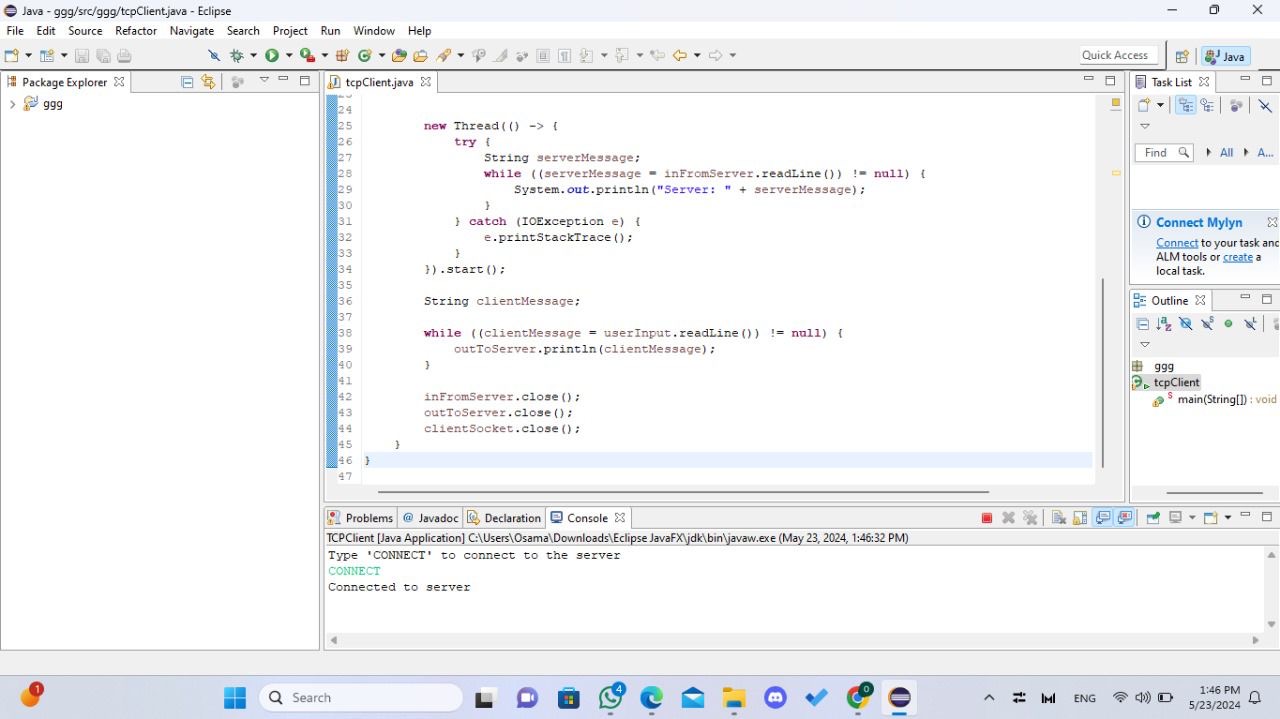 Java - ggg/src/ggg/tcpClient.java - Eclipse
File Edit Source Refactor Navigate Search Project Run Window Help
Quick Access
Java
Package Explorer
ggg
tcpClient.java
23
24
25 new Thread(() -> {
26 try {
27 String serverMessage;
28 while ((serverMessage = inFromServer.readLine()) != null) {
29 System.out.println("Server: " + serverMessage);
30 }
31 } catch (IOException e) {
32 e.printStackTrace();
33 }
34 }).start();
35
36 String clientMessage;
37
38 while ((clientMessage = userInput.readLine()) != null) {
39 outToServer.println(clientMessage);
40 }
41
42 inFromServer.close();
43 outToServer.close();
44 clientSocket.close();
45 }
46 }
47
Task List
Find All A...
Connect Mylyn
Connect to your task and
ALM tools or create a
local task.
Outline
ggg
tcpClient
S main(String[]) : void
Problems @ Javadoc Declaration Console
TCPClient [Java Application] C:\Users\Osama\Downloads\Eclipse JavaFX\jdk\bin\javaw.exe (May 23, 2024, 1:46:32 PM)
Type 'CONNECT' to connect to the server
CONNECT
Connected to server
1
Search
4
0
ENG
1:46 PM
5/23/2024